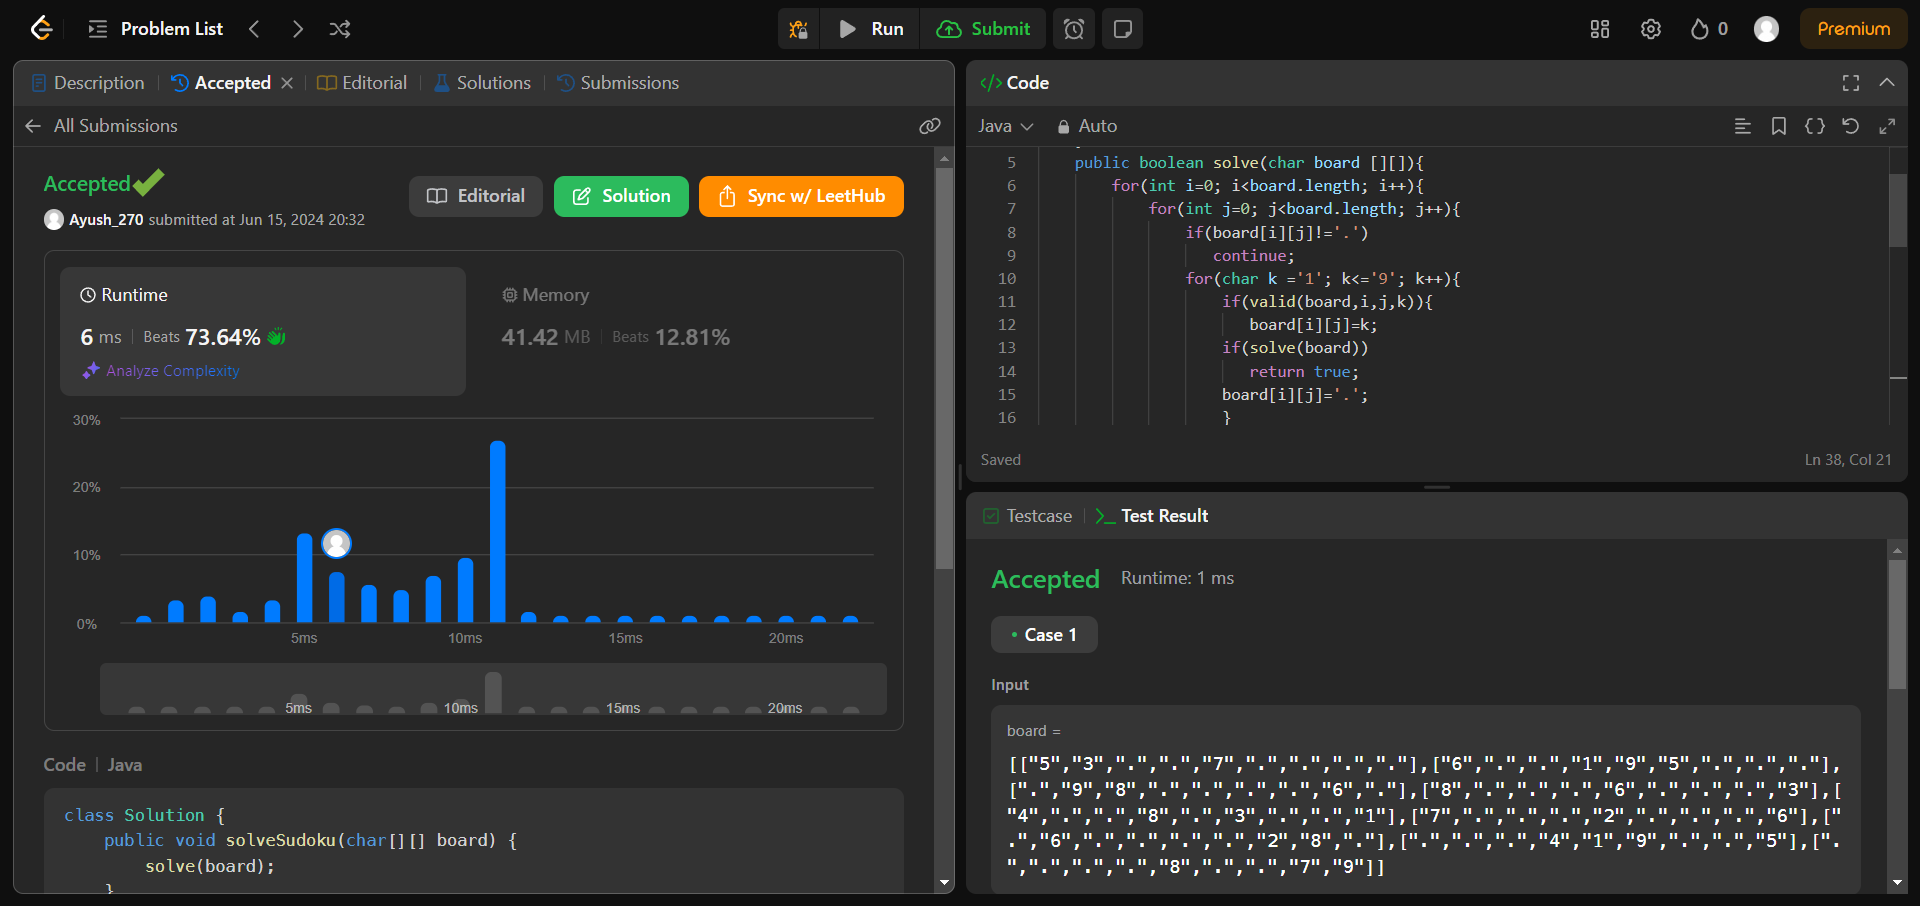 Problem List
Run
Submit
0
Premium
Description
Accepted
Editorial
Solutions
Submissions
All Submissions
Accepted
Ayush_270 submitted at Jun 15, 2024 20:32
Editorial
Solution
Sync w/ LeetHub
Runtime
6 ms | Beats 73.64%
Analyze Complexity
Memory
41.42 MB | Beats 12.81%
30%
20%
10%
0%
5ms
10ms
15ms
20ms
5ms
10ms
15ms
20ms
Code | Java
class Solution {
public void solveSudoku(char[][] board) {
solve(board);
}
</> Code
Java
Auto
5 public boolean solve(char board [][]){
6 for(int i=0; i<board.length; i++){
7 for(int j=0; j<board.length; j++){
8 if(board[i][j]!='.')
9 continue;
10 for(char k ='1'; k<='9'; k++){
11 if(valid(board,i,j,k)){
12 board[i][j]=k;
13 if(solve(board))
14 return true;
15 board[i][j]='.';
16 }
Saved
Ln 38, Col 21
Testcase
Test Result
Accepted
Runtime: 1 ms
• Case 1
Input
board =
[["5","3",".",".","7",".",".",".","."],["6",".",".","1","9","5",".",".","."],
[".","9","8",".",".",".",".","6","."],["8",".",".",".","6",".",".",".","3"],[
"4",".",".","8",".","3",".",".","1"],["7",".",".",".","2",".",".",".","6"],["
.","6",".",".",".",".","2","8","."],[".",".",".","4","1","9",".",".","5"],[".
",".",".",".","8",".",".","7","9"]]